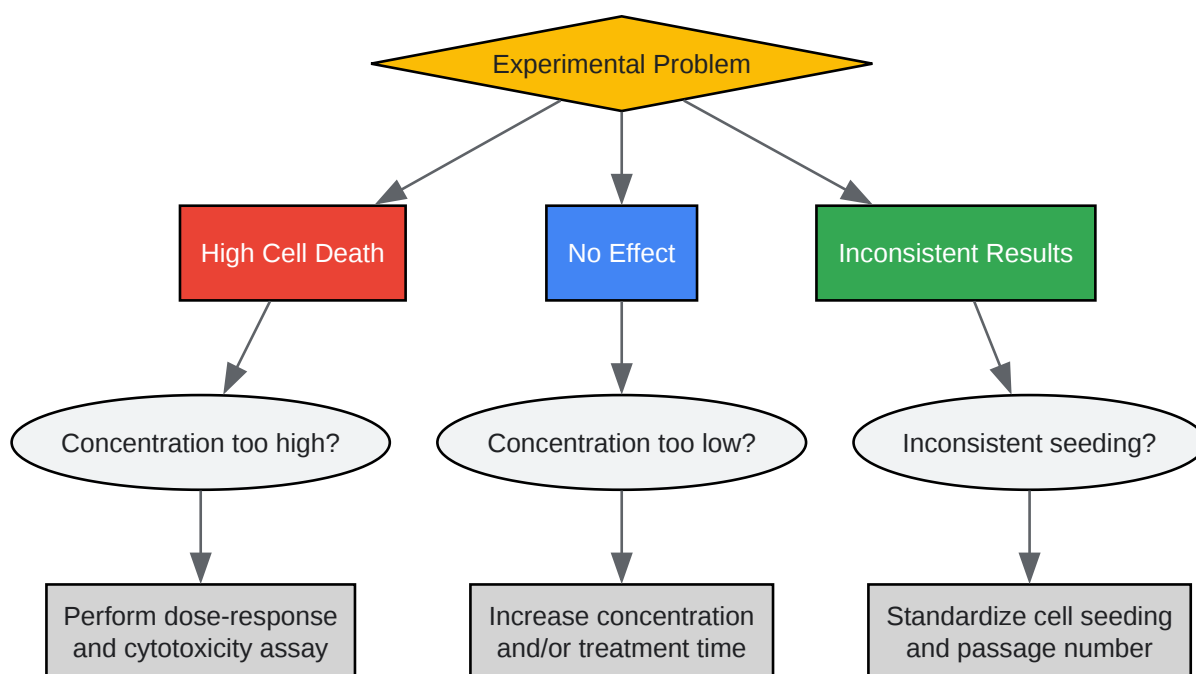 Experimental Problem
High Cell Death
No Effect
Inconsistent Results
Concentration too high?
Concentration too low?
Inconsistent seeding?
Perform dose-response
and cytotoxicity assay
Increase concentration
and/or treatment time
Standardize cell seeding
and passage number